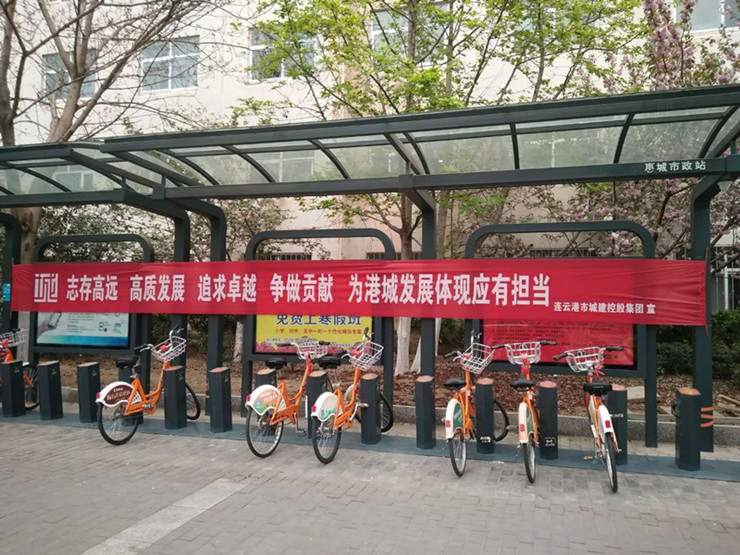 惠城市政站
志存高远 高质发展 追求卓越 争做贡献 为港城发展体现应有担当
连云港市城建控股集团 宣
免费上寒假班